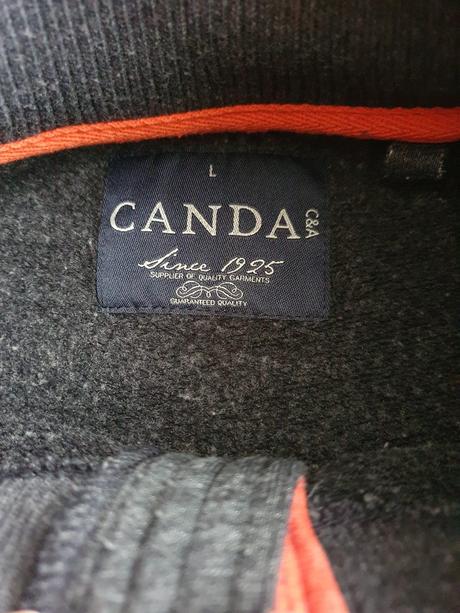 L
CANDA
C&A
Since 1925
SUPPLIER OF QUALITY GARMENTS
GUARANTEED QUALITY